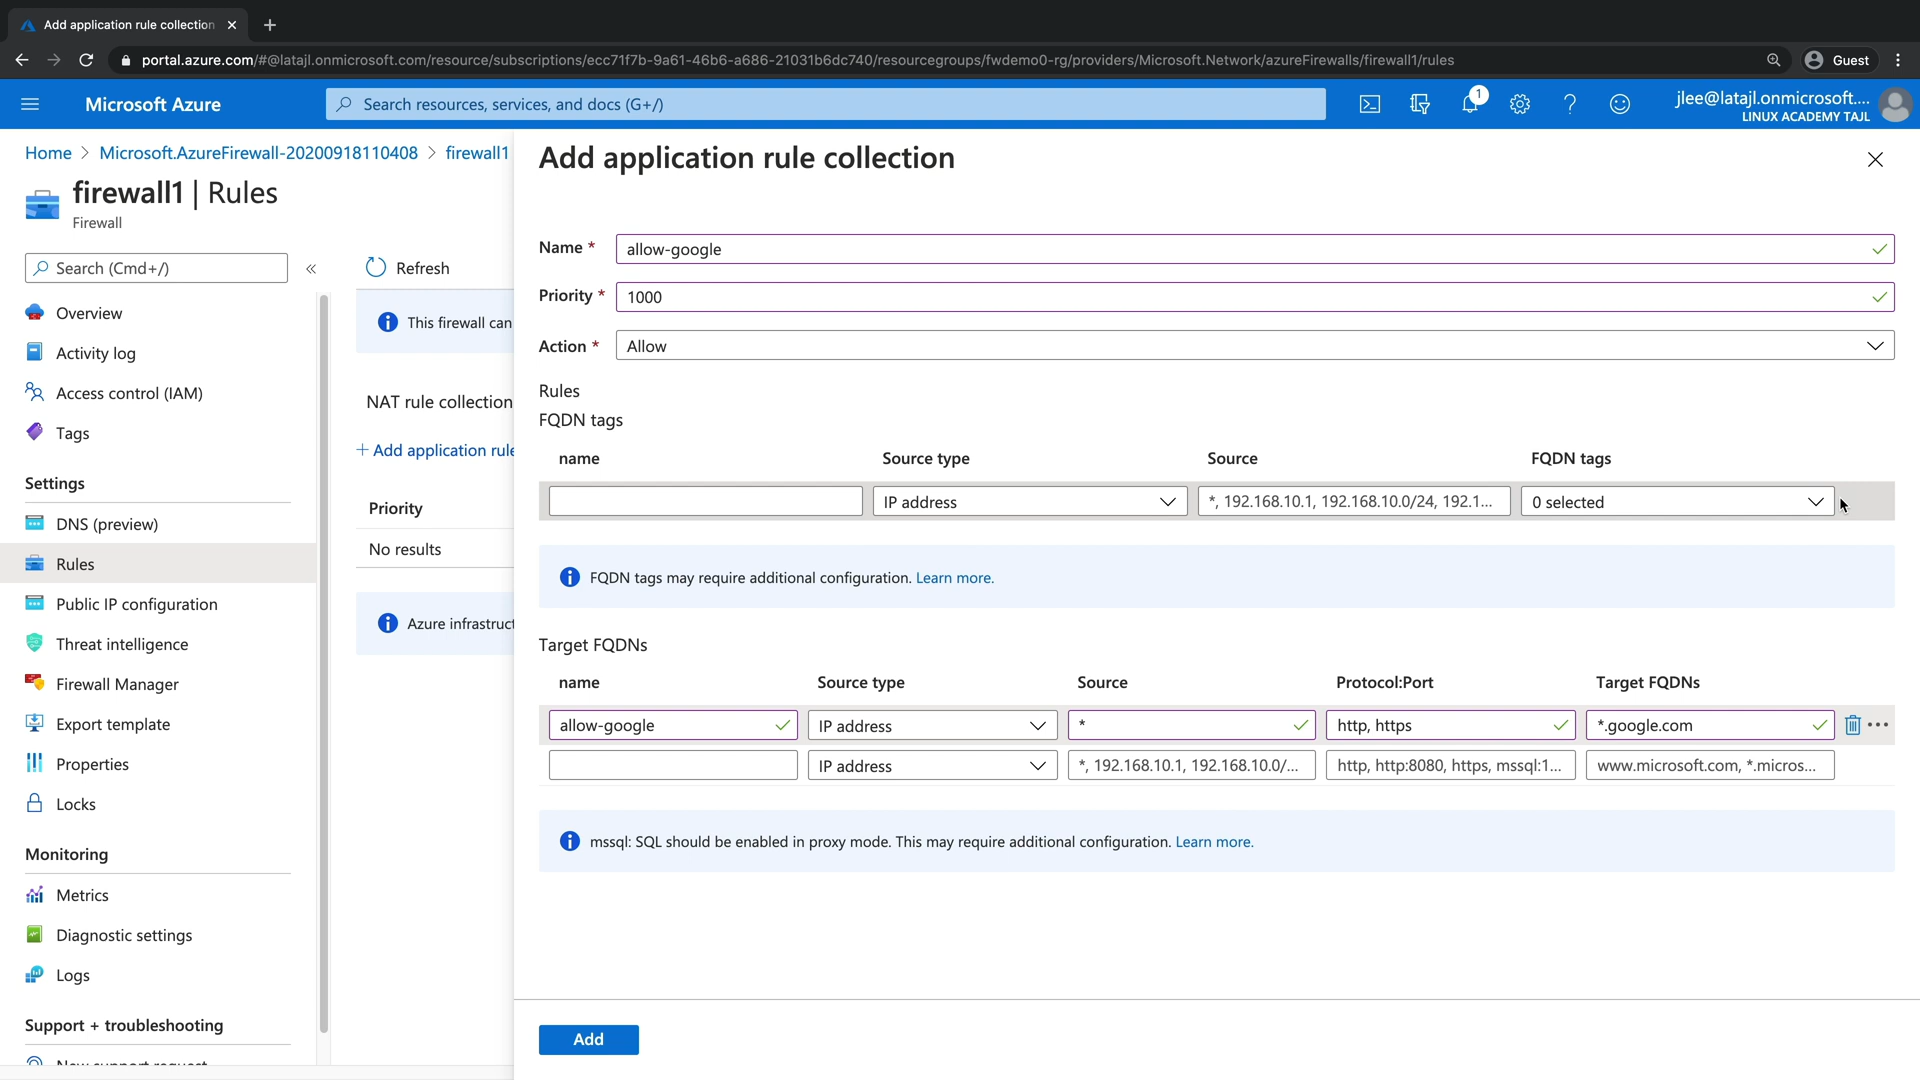 Add application rule collection
portal.azure.com/#@latajl.onmicrosoft.com/resource/subscriptions/ecc71f7b-9a61-46b6-a686-21031b6dc740/resourcegroups/fwdemo0-rg/providers/Microsoft.Network/azureFirewalls/firewall1/rules
Guest
Microsoft Azure
Search resources, services, and docs (G+/)
1
jlee@latajl.onmicrosoft....
LINUX ACADEMY TAJL
Home > Microsoft.AzureFirewall-20200918110408 > firewall1
firewall1 | Rules
Firewall
Search (Cmd+/)
«
Overview
Activity log
Access control (IAM)
Tags
Settings
DNS (preview)
Rules
Public IP configuration
Threat intelligence
Firewall Manager
Export template
Properties
Locks
Monitoring
Metrics
Diagnostic settings
Logs
Support + troubleshooting
New support request
Refresh
This firewall can
NAT rule collection
+ Add application rule
Priority
No results
Azure infrastruct
Add application rule collection
Name *
allow-google
Priority *
1000
Action *
Allow
Rules
FQDN tags
name Source type Source FQDN tags
IP address *, 192.168.10.1, 192.168.10.0/24, 192.1... 0 selected
FQDN tags may require additional configuration. Learn more.
Target FQDNs
name Source type Source Protocol:Port Target FQDNs
allow-google IP address * http, https *.google.com
IP address *, 192.168.10.1, 192.168.10.0/... http, http:8080, https, mssql:1... www.microsoft.com, *.micros...
mssql: SQL should be enabled in proxy mode. This may require additional configuration. Learn more.
Add